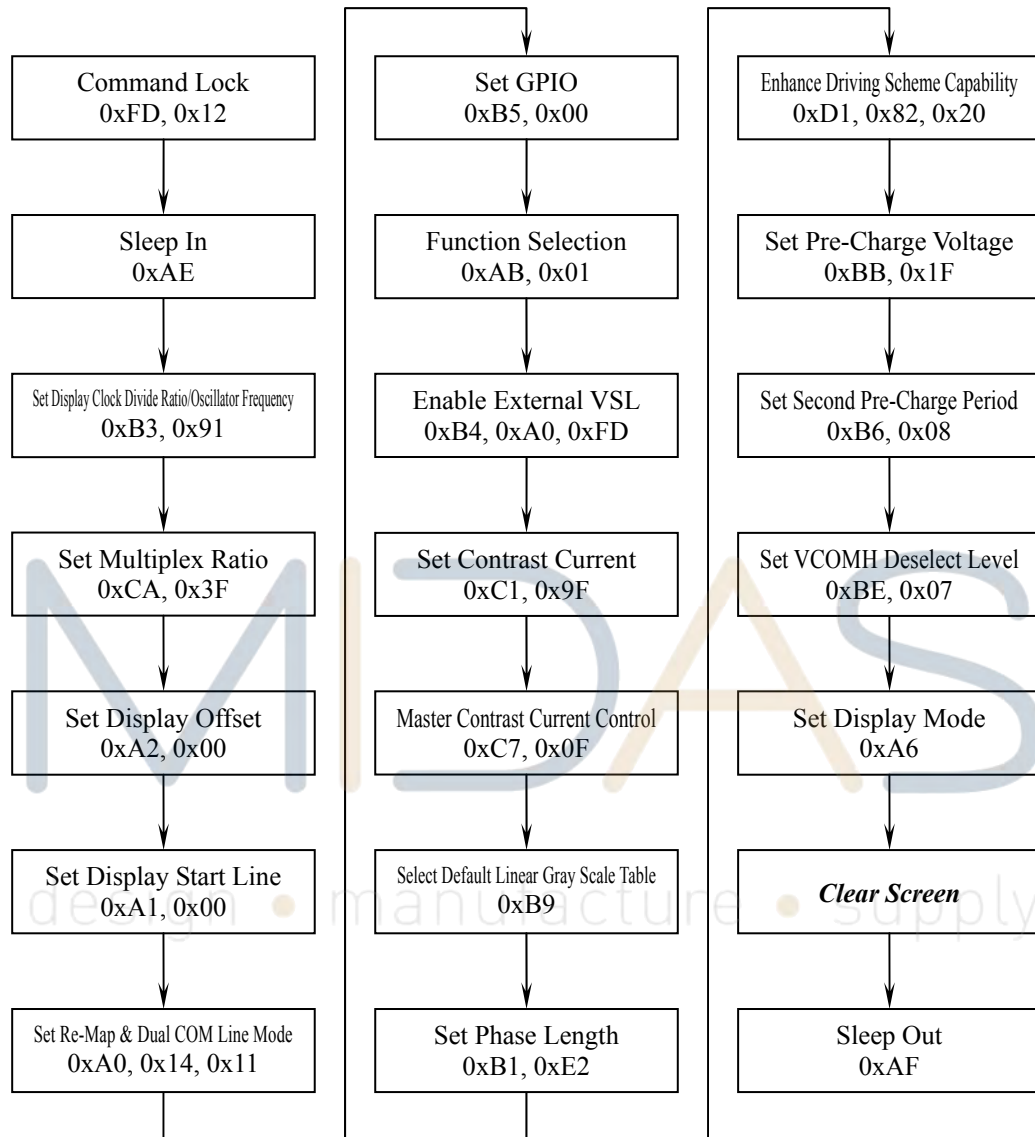 Command Lock
0xFD, 0x12
Sleep In
0xAE
Set Display Clock Divide Ratio/Oscillator Frequency
0xB3, 0x91
Set Multiplex Ratio
0xCA, 0x3F
Set Display Offset
0xA2, 0x00
Set Display Start Line
0xA1, 0x00
Set Re-Map & Dual COM Line Mode
0xA0, 0x14, 0x11
Set GPIO
0xB5, 0x00
Function Selection
0xAB, 0x01
Enable External VSL
0xB4, 0xA0, 0xFD
Set Contrast Current
0xC1, 0x9F
Master Contrast Current Control
0xC7, 0x0F
Select Default Linear Gray Scale Table
0xB9
Set Phase Length
0xB1, 0xE2
Enhance Driving Scheme Capability
0xD1, 0x82, 0x20
Set Pre-Charge Voltage
0xBB, 0x1F
Set Second Pre-Charge Period
0xB6, 0x08
Set VCOMH Deselect Level
0xBE, 0x07
Set Display Mode
0xA6
Clear Screen
Sleep Out
0xAF
MIDAS
design • manufacture • supply